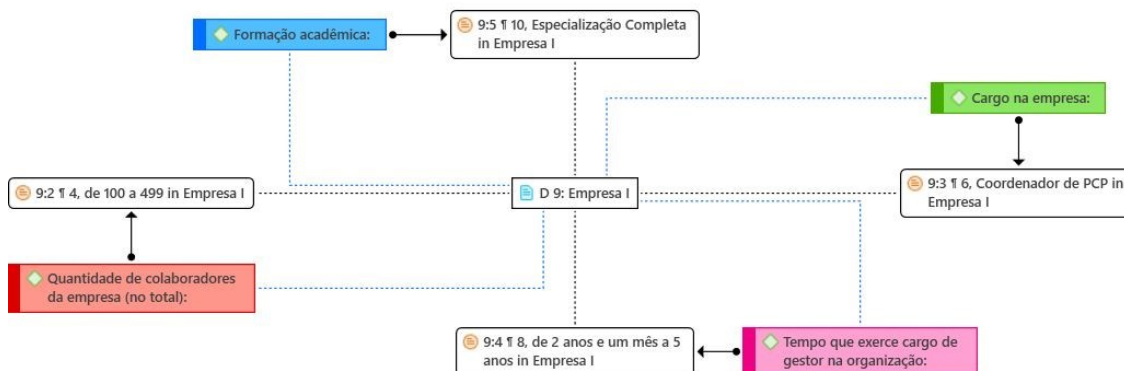 Formação acadêmica:
9:5 ¶ 10, Especialização Completa
in Empresa I
Cargo na empresa:
9:2 ¶ 4, de 100 a 499 in Empresa I
D 9: Empresa I
9:3 ¶ 6, Coordenador de PCP in
Empresa I
Quantidade de colaboradores
da empresa (no total):
9:4 ¶ 8, de 2 anos e um mês a 5
anos in Empresa I
Tempo que exerce cargo de
gestor na organização: